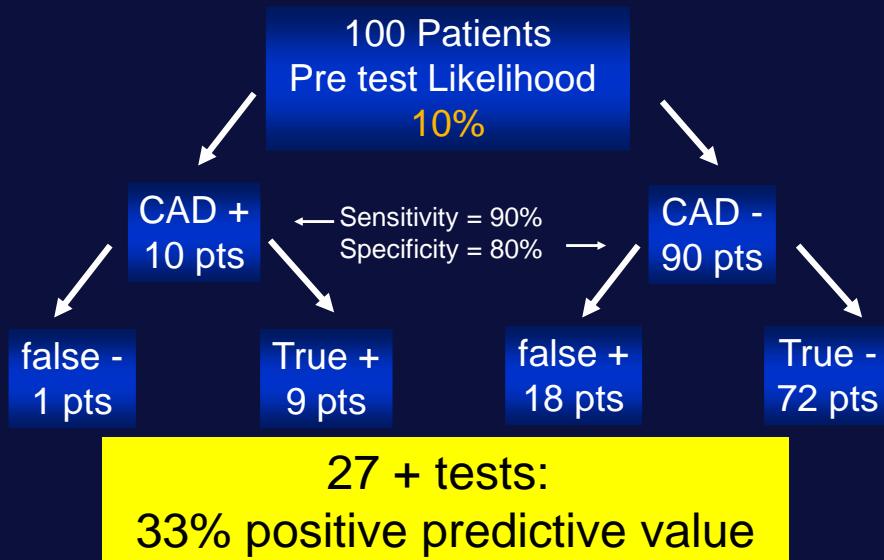 100 Patients
Pre test Likelihood
10%
CAD +
10 pts
Sensitivity = 90%
Specificity = 80%
CAD -
90 pts
false -
1 pts
True +
9 pts
false +
18 pts
True -
72 pts
27 + tests:
33% positive predictive value